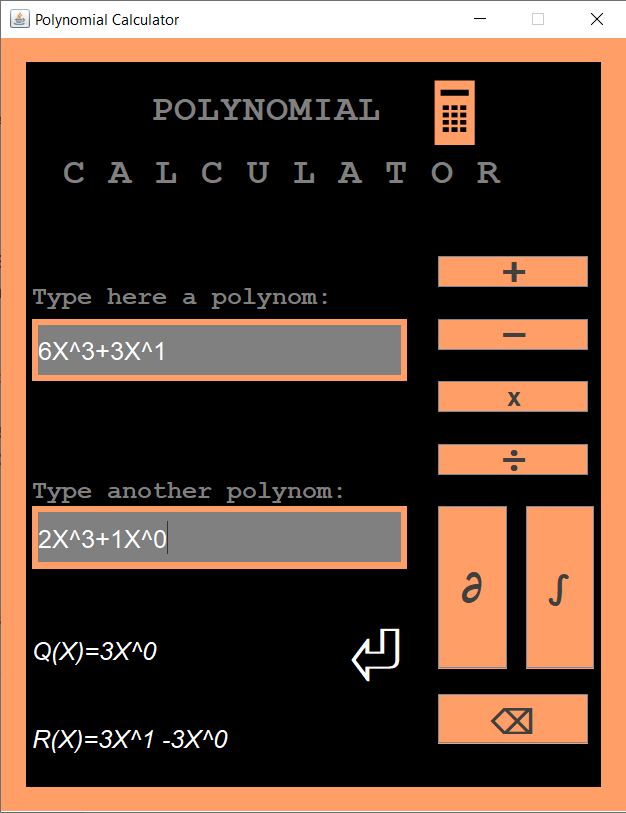 Polynomial Calculator
POLYNOMIAL
C A L C U L A T O R
+
Type here a polynom:
−
6X^3+3X^1
x
÷
Type another polynom:
2X^3+1X^0
∂ ∫
Q(X)=3X^0
R(X)=3X^1 -3X^0